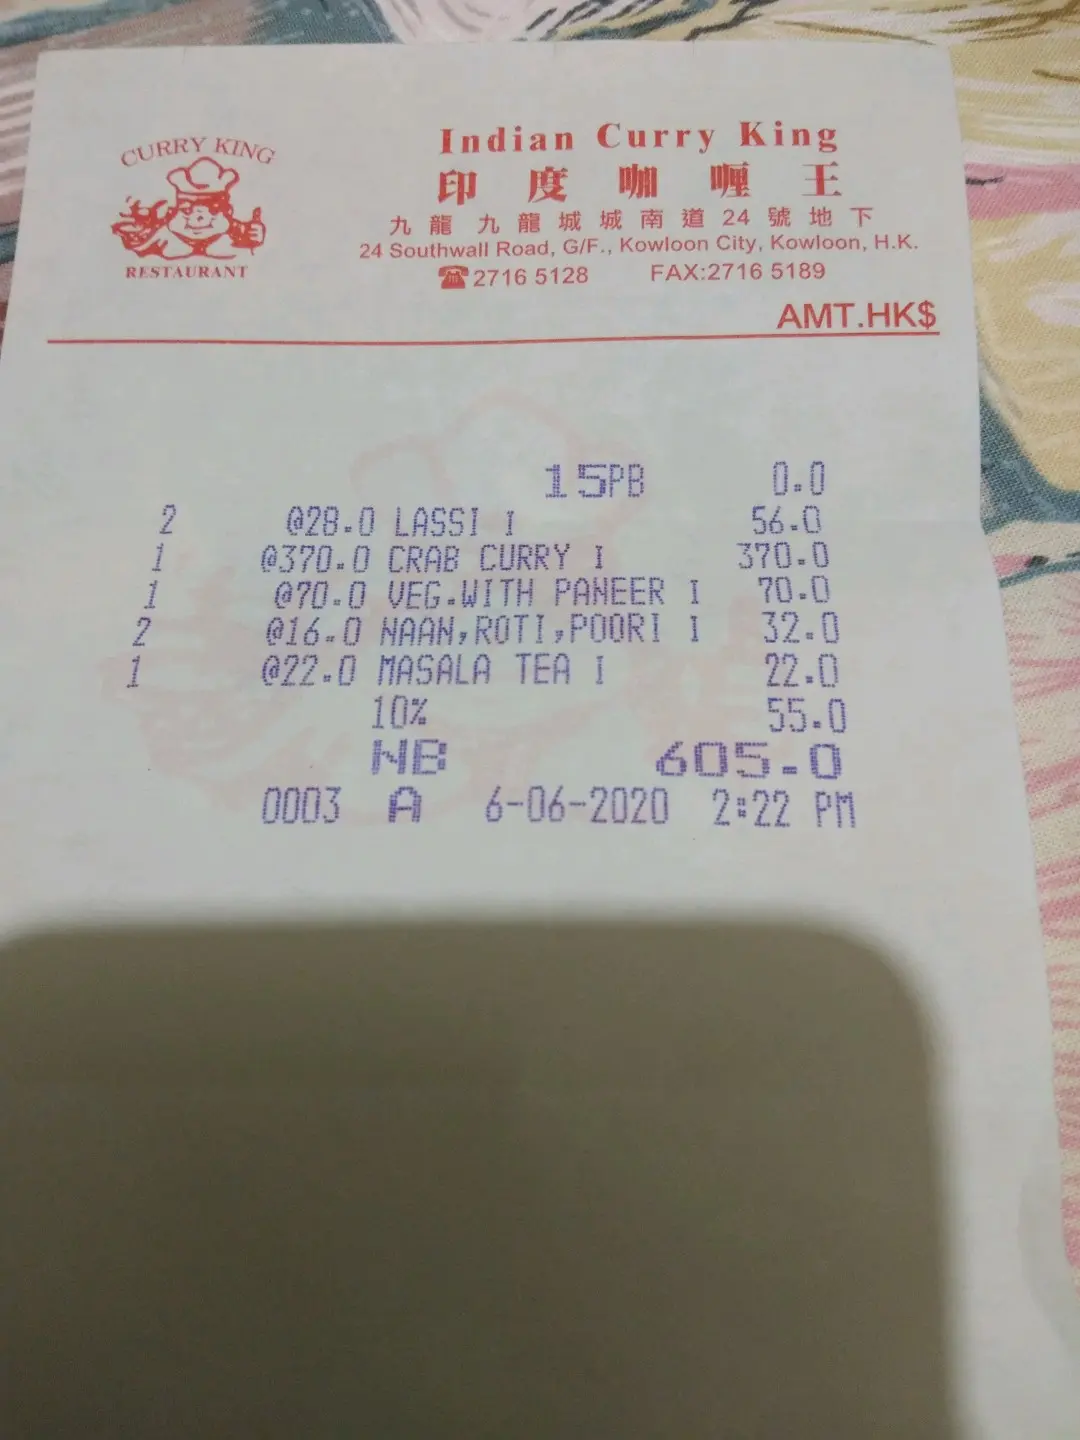 CURRY KING
RESTAURANT
Indian Curry King
印度咖喱王
九龍九龍城城南道24號地下
24 Southwall Road, G/F., Kowloon City, Kowloon, H.K.
☎2716 5128 FAX:2716 5189
AMT.HK$
15PB 0.0
2 @28.0 LASSI I 56.0
1 @370.0 CRAB CURRY I 370.0
1 @70.0 VEG.WITH PANEER I 70.0
2 @16.0 NAAN,ROTI,POORI I 32.0
1 @22.0 MASALA TEA I 22.0
10% 55.0
NB 605.0
0003 A 6-06-2020 2:22 PM